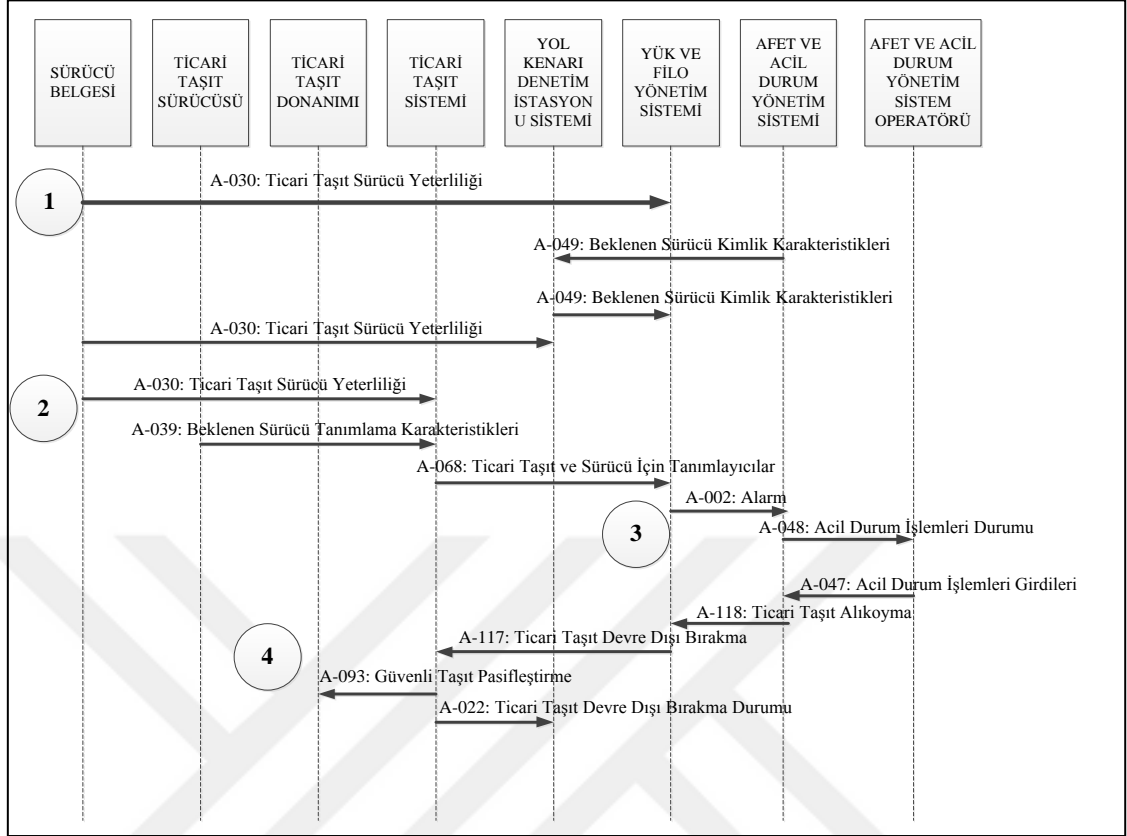 SÜRÜCÜ
BELGESİ
TİCARİ
TAŞIT
SÜRÜCÜSÜ
TİCARİ
TAŞIT
DONANIMI
TİCARİ
TAŞIT
SİSTEMİ
YOL
KENARI
DENETİM
İSTASYON
U SİSTEMİ
YÜK VE
FİLO
YÖNETİM
SİSTEMİ
AFET VE
ACİL
DURUM
YÖNETİM
SİSTEMİ
AFET VE ACİL
DURUM
YÖNETİM
SİSTEM
OPERATÖRÜ
A-030: Ticari Taşıt Sürücü Yeterliliği
1
A-049: Beklenen Sürücü Kimlik Karakteristikleri
A-049: Beklenen Sürücü Kimlik Karakteristikleri
A-030: Ticari Taşıt Sürücü Yeterliliği
A-030: Ticari Taşıt Sürücü Yeterliliği
2
A-039: Beklenen Sürücü Tanımlama Karakteristikleri
A-068: Ticari Taşıt ve Sürücü İçin Tanımlayıcılar
A-002: Alarm
3
A-048: Acil Durum İşlemleri Durumu
A-047: Acil Durum İşlemleri Girdileri
A-118: Ticari Taşıt Alıkoyma
A-117: Ticari Taşıt Devre Dışı Bırakma
4
A-093: Güvenli Taşıt Pasifleştirme
A-022: Ticari Taşıt Devre Dışı Bırakma Durumu